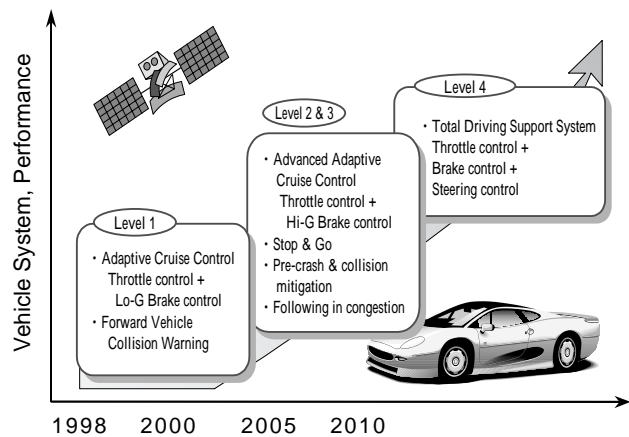 Vehicle System, Performance
Level 1
・Adaptive Cruise Control
Throttle control +
Lo-G Brake control
・Forward Vehicle
Collision Warning
Level 2 & 3
・Advanced Adaptive
Cruise Control
Throttle control +
Hi-G Brake control
・Stop & Go
・Pre-crash & collision
mitigation
・Following in congestion
Level 4
・Total Driving Support System
Throttle control +
Brake control +
Steering control
1998 2000 2005 2010